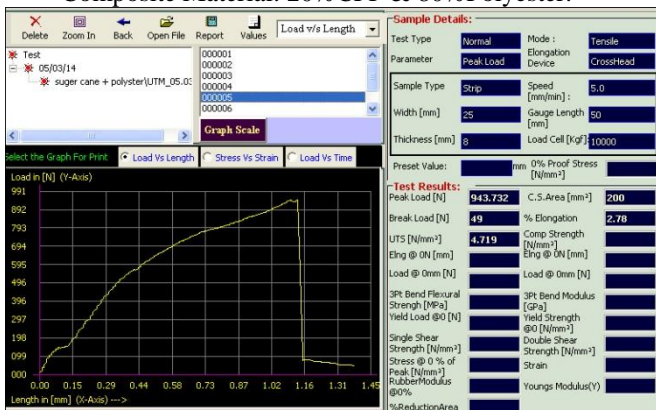 Composite Material: 20%
Delete Zoom In Back Open File Report Values Load v/s Length
Test
05/03/14
suger cane + polyster\UTM_05.03
000001
000002
000003
000004
000005
000006
Graph Scale
Select the Graph For Print Load Vs Length Stress Vs Strain Load Vs Time
Load in [N] (Y-Axis)
991
892
793
694
595
496
396
297
198
099
000
0.00 0.15 0.29 0.44 0.58 0.73 0.87 1.02 1.16 1.31 1.45
Length in [mm] (X-Axis) --->
Sample Details:
Test Type Normal Mode : Tensile
Parameter Peak Load Elongation Device CrossHead
Sample Type Strip Speed [mm/min] : 5.0
Width [mm] 25 Gauge Length [mm] 50
Thickness [mm] 8 Load Cell [Kgf]: 10000
Preset Value: mm 0% Proof Stress [N/mm²]
Test Results:
Peak Load [N] 943.732 C.S.Area [mm²] 200
Break Load [N] 49 % Elongation 2.78
UTS [N/mm²] 4.719 Comp Strength [N/mm²]
Elng @ 0N [mm] Elng @ 0N [mm]
Load @ 0mm [N] Load @ 0mm [N]
3Pt Bend Flexural Strengh [MPa] 3Pt Bend Modulus [GPa]
Yield Load @0 [N] Yield Strength @0 [N/mm²]
Single Shear Strength [N/mm²] Double Shear Strength [N/mm²]
Stress @ 0 % of Peak [N/mm²] Strain
RubberModulus @0% Youngs Modulus(Y)
%ReductionArea